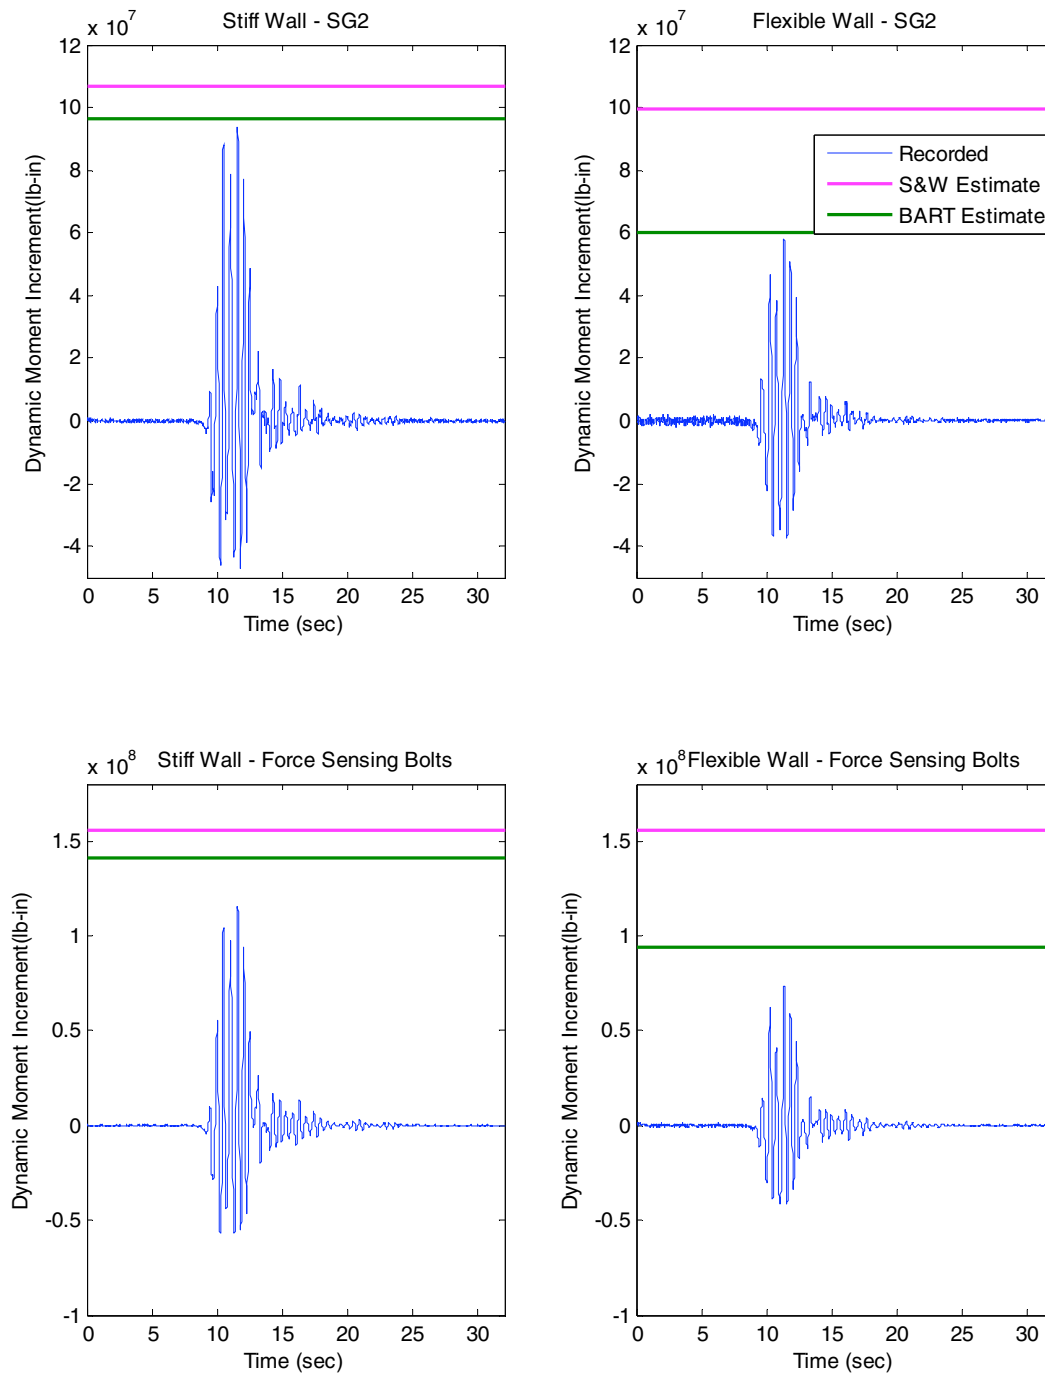 x 10^7
Stiff Wall - SG2
12
10
8
6
4
2
0
-2
-4
Dynamic Moment Increment(lb-in)
0 5 10 15 20 25 30
Time (sec)
x 10^7
Flexible Wall - SG2
12
10
8
6
4
2
0
-2
-4
Dynamic Moment Increment(lb-in)
Recorded
S&W Estimate
BART Estimate
0 5 10 15 20 25 30
Time (sec)
x 10^8
Stiff Wall - Force Sensing Bolts
1.5
1
0.5
0
-0.5
-1
Dynamic Moment Increment(lb-in)
0 5 10 15 20 25 30
Time (sec)
x 10^8
Flexible Wall - Force Sensing Bolts
1.5
1
0.5
0
-0.5
-1
Dynamic Moment Increment(lb-in)
0 5 10 15 20 25 30
Time (sec)